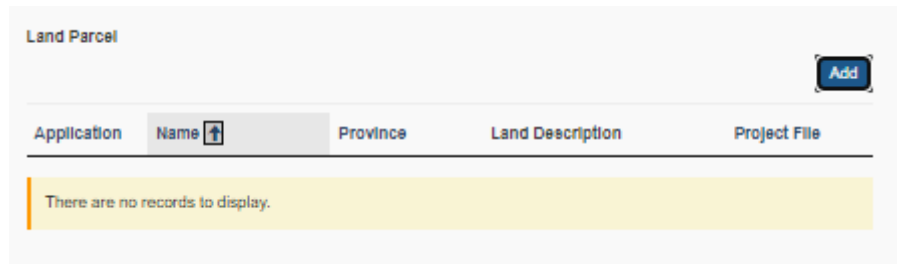 Land Parcel
Add
Application Name Province Land Description Project File
There are no records to display.